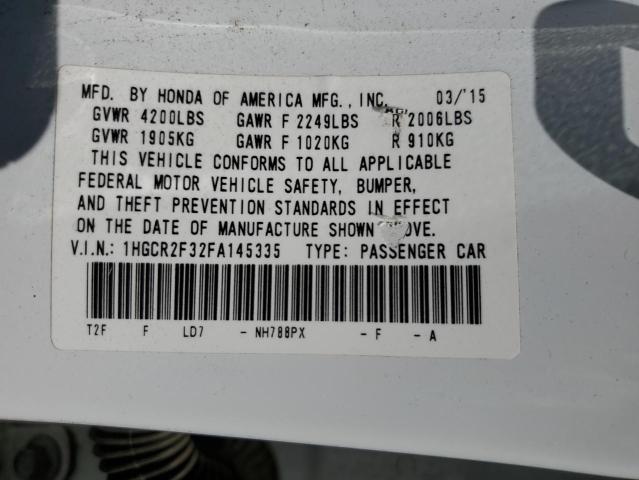 MFD. BY HONDA OF AMERICA MFG., INC. 03/'15
GVWR 4200LBS GAWR F 2249LBS R 2006LBS
GVWR 1905KG GAWR F 1020KG R 910KG
THIS VEHICLE CONFORMS TO ALL APPLICABLE
FEDERAL MOTOR VEHICLE SAFETY, BUMPER,
AND THEFT PREVENTION STANDARDS IN EFFECT
ON THE DATE OF MANUFACTURE SHOWN ABOVE.
V.I.N.: 1HGCR2F32FA145335 TYPE: PASSENGER CAR
T2F F LD7 - NH788PX - F - A